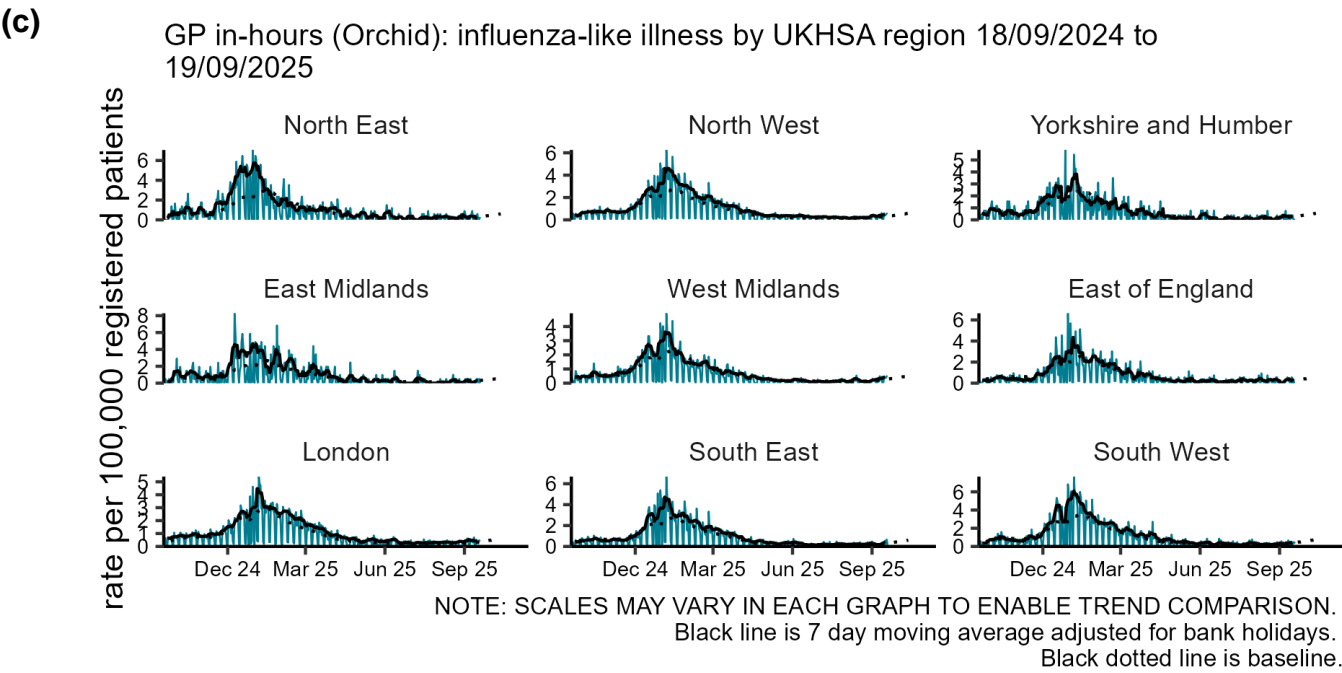 (c)
GP in-hours (Orchid): influenza-like illness by UKHSA region 18/09/2024 to
19/09/2025
rate per 100,000 registered patients
North East
6
4
2
0
North West
6
4
2
0
Yorkshire and Humber
5
4
3
2
1
0
East Midlands
8
6
4
2
0
West Midlands
4
3
2
1
0
East of England
6
4
2
0
London
5
4
3
2
1
0
Dec 24 Mar 25 Jun 25 Sep 25
South East
6
4
2
0
Dec 24 Mar 25 Jun 25 Sep 25
South West
6
4
2
0
Dec 24 Mar 25 Jun 25 Sep 25
NOTE: SCALES MAY VARY IN EACH GRAPH TO ENABLE TREND COMPARISON.
Black line is 7 day moving average adjusted for bank holidays.
Black dotted line is baseline.